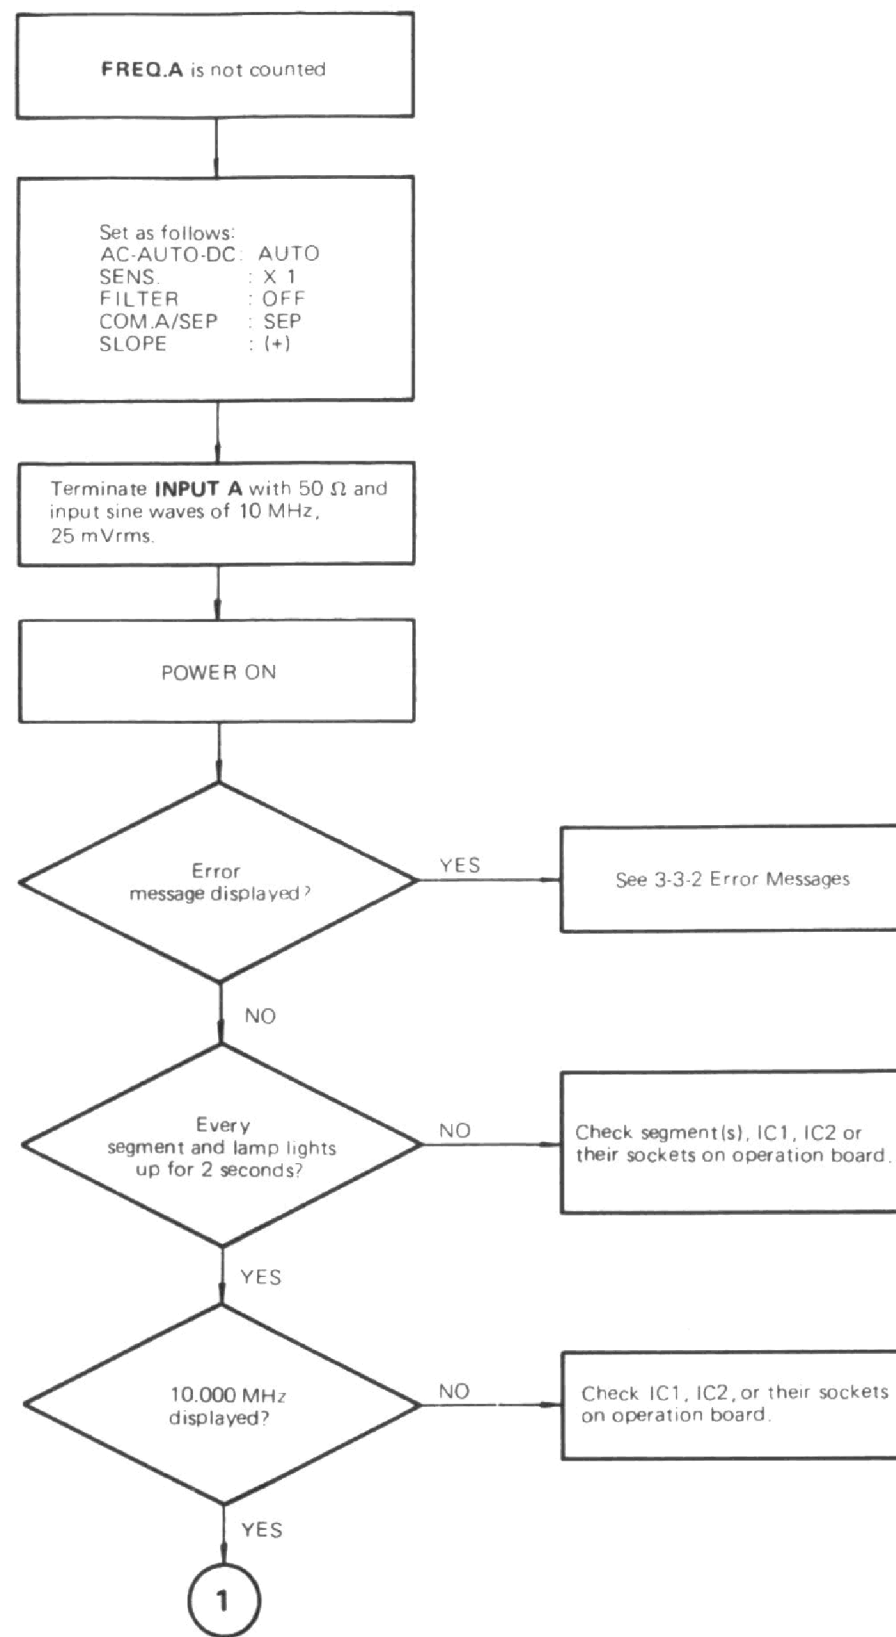 FREQ.A is not counted
Set as follows:
AC-AUTO-DC: AUTO
SENS. : X 1
FILTER : OFF
COM.A/SEP : SEP
SLOPE : (+)
Terminate INPUT A with 50 Ω and
input sine waves of 10 MHz,
25 mVrms.
POWER ON
Error
message displayed?
YES
See 3-3-2 Error Messages
NO
Every
segment and lamp lights
up for 2 seconds?
NO
Check segment(s), IC1, IC2 or
their sockets on operation board.
YES
10.000 MHz
displayed?
NO
Check IC1, IC2, or their sockets
on operation board.
YES
1